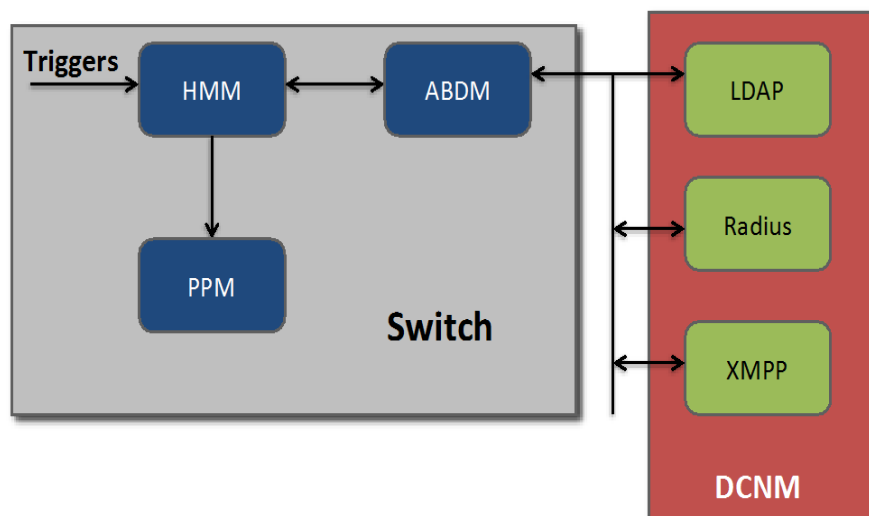 Triggers
HMM
ABDM
LDAP
Radius
PPM
Switch
XMPP
DCNM